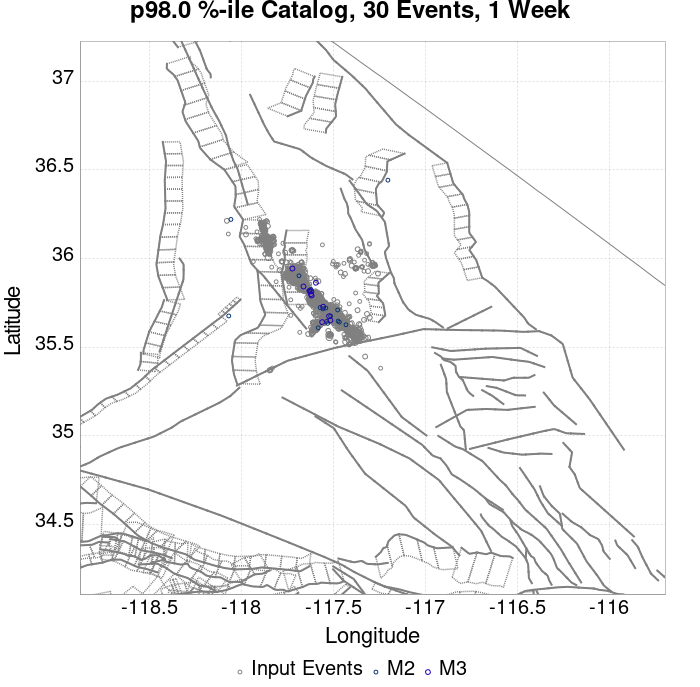 p98.0 %-ile Catalog, 30 Events, 1 Week
37
36.5
36
35.5
35
34.5
Latitude
-118.5 -118 -117.5 -117 -116.5 -116
Longitude
Input Events M2 M3